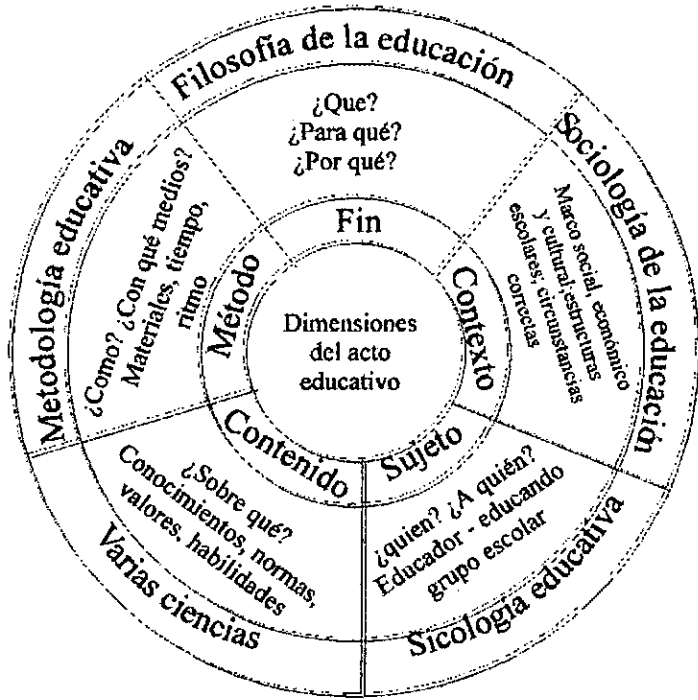 Filosofía de la educación
¿Que?
¿Para qué?
¿Por qué?
Fin
Sociología de la educación
Marco social, económico
y cultural; estructuras
escolares; circunstancias
correcias
Contexto
Sicología educativa
¿quien? ¿A quién?
Educador - educando
grupo escolar
Sujeto
Varias ciencias
¿Sobre qué?
Conocimientos, normas,
valores, habilidades
Contenido
Metodología educativa
¿Como? ¿Con qué medios?
Materiales, tiempo,
ritmo
Método
Dimensiones
del acto
educativo